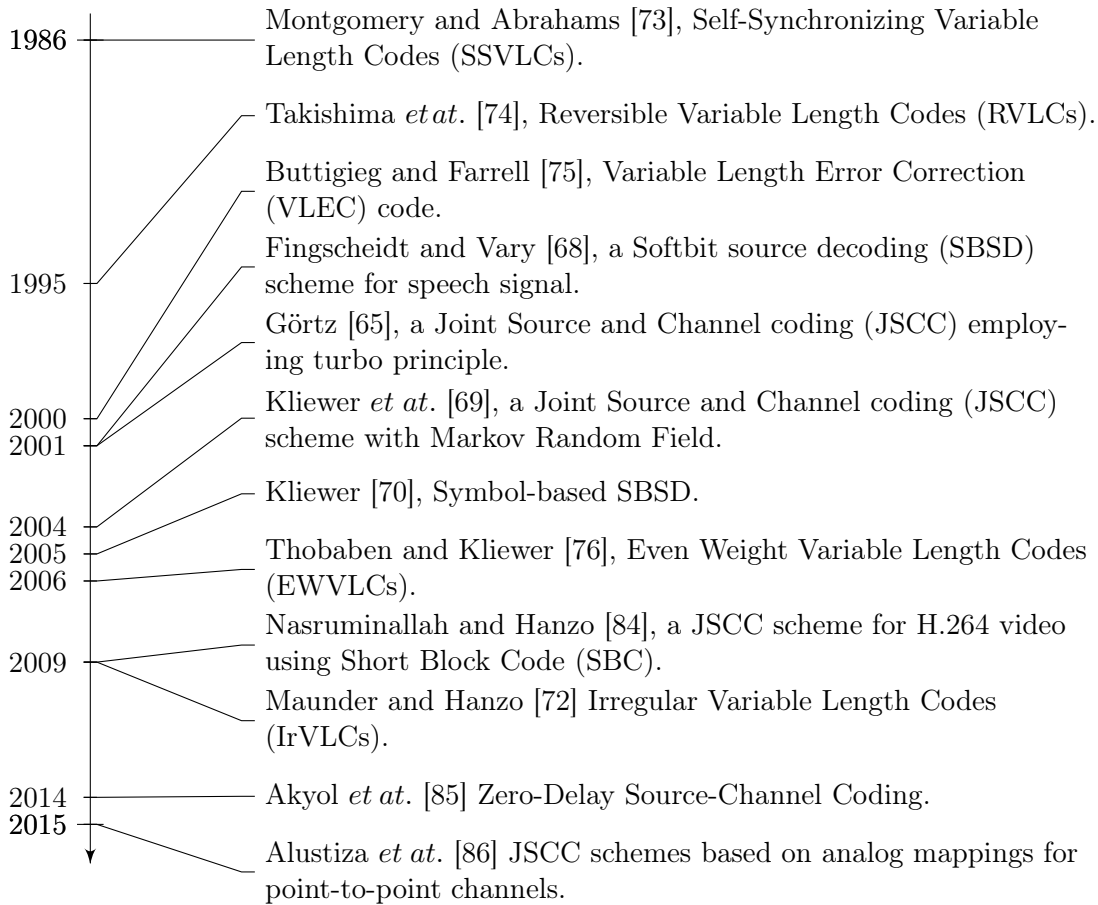 1986
Montgomery and Abrahams [73], Self-Synchronizing Variable
Length Codes (SSVLCs).
Takishima et at. [74], Reversible Variable Length Codes (RVLCs).
Buttigieg and Farrell [75], Variable Length Error Correction
(VLEC) code.
Fingscheidt and Vary [68], a Softbit source decoding (SBSD)
1995
scheme for speech signal.
Görtz [65], a Joint Source and Channel coding (JSCC) employ-
ing turbo principle.
2000
Kliewer et at. [69], a Joint Source and Channel coding (JSCC)
2001
scheme with Markov Random Field.
Kliewer [70], Symbol-based SBSD.
2004
2005
Thobaben and Kliewer [76], Even Weight Variable Length Codes
2006
(EWVLCs).
Nasruminallah and Hanzo [84], a JSCC scheme for H.264 video
2009
using Short Block Code (SBC).
Maunder and Hanzo [72] Irregular Variable Length Codes
(IrVLCs).
2014
Akyol et at. [85] Zero-Delay Source-Channel Coding.
2015
Alustiza et at. [86] JSCC schemes based on analog mappings for
point-to-point channels.